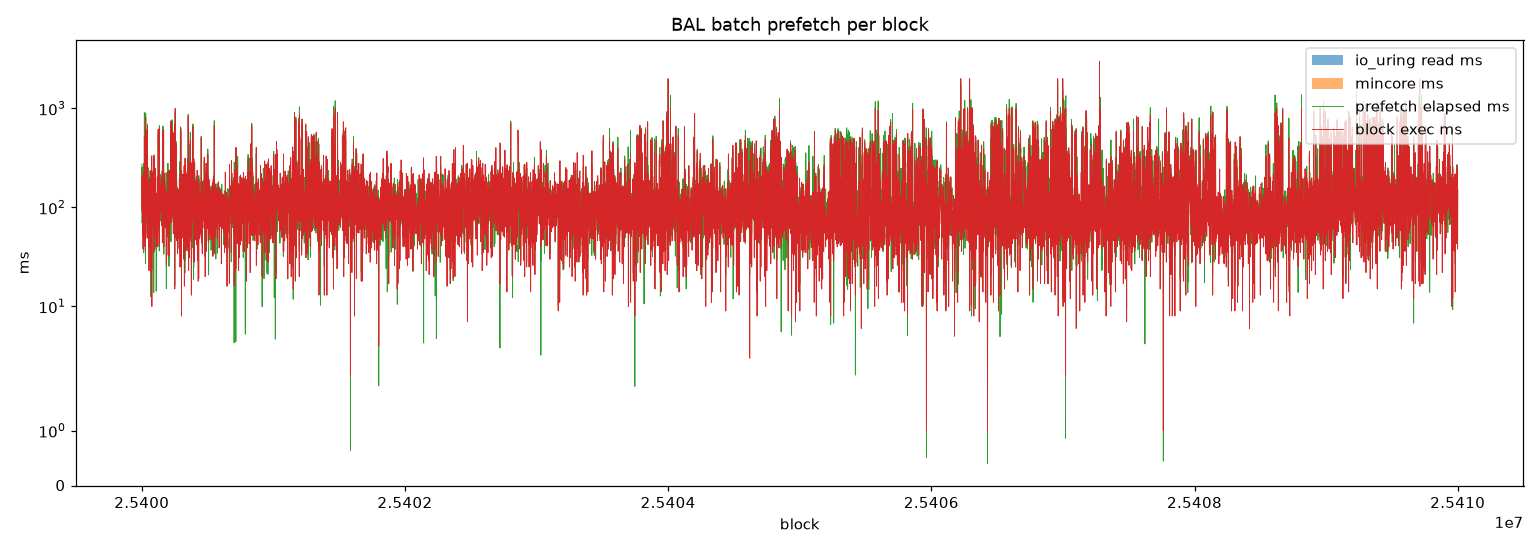 BAL batch prefetch per block
io_uring read ms
mincore ms
prefetch elapsed ms
block exec ms
ms
10³
10²
10¹
10⁰
0
2.5400 2.5402 2.5404 2.5406 2.5408 2.5410
block
1e7